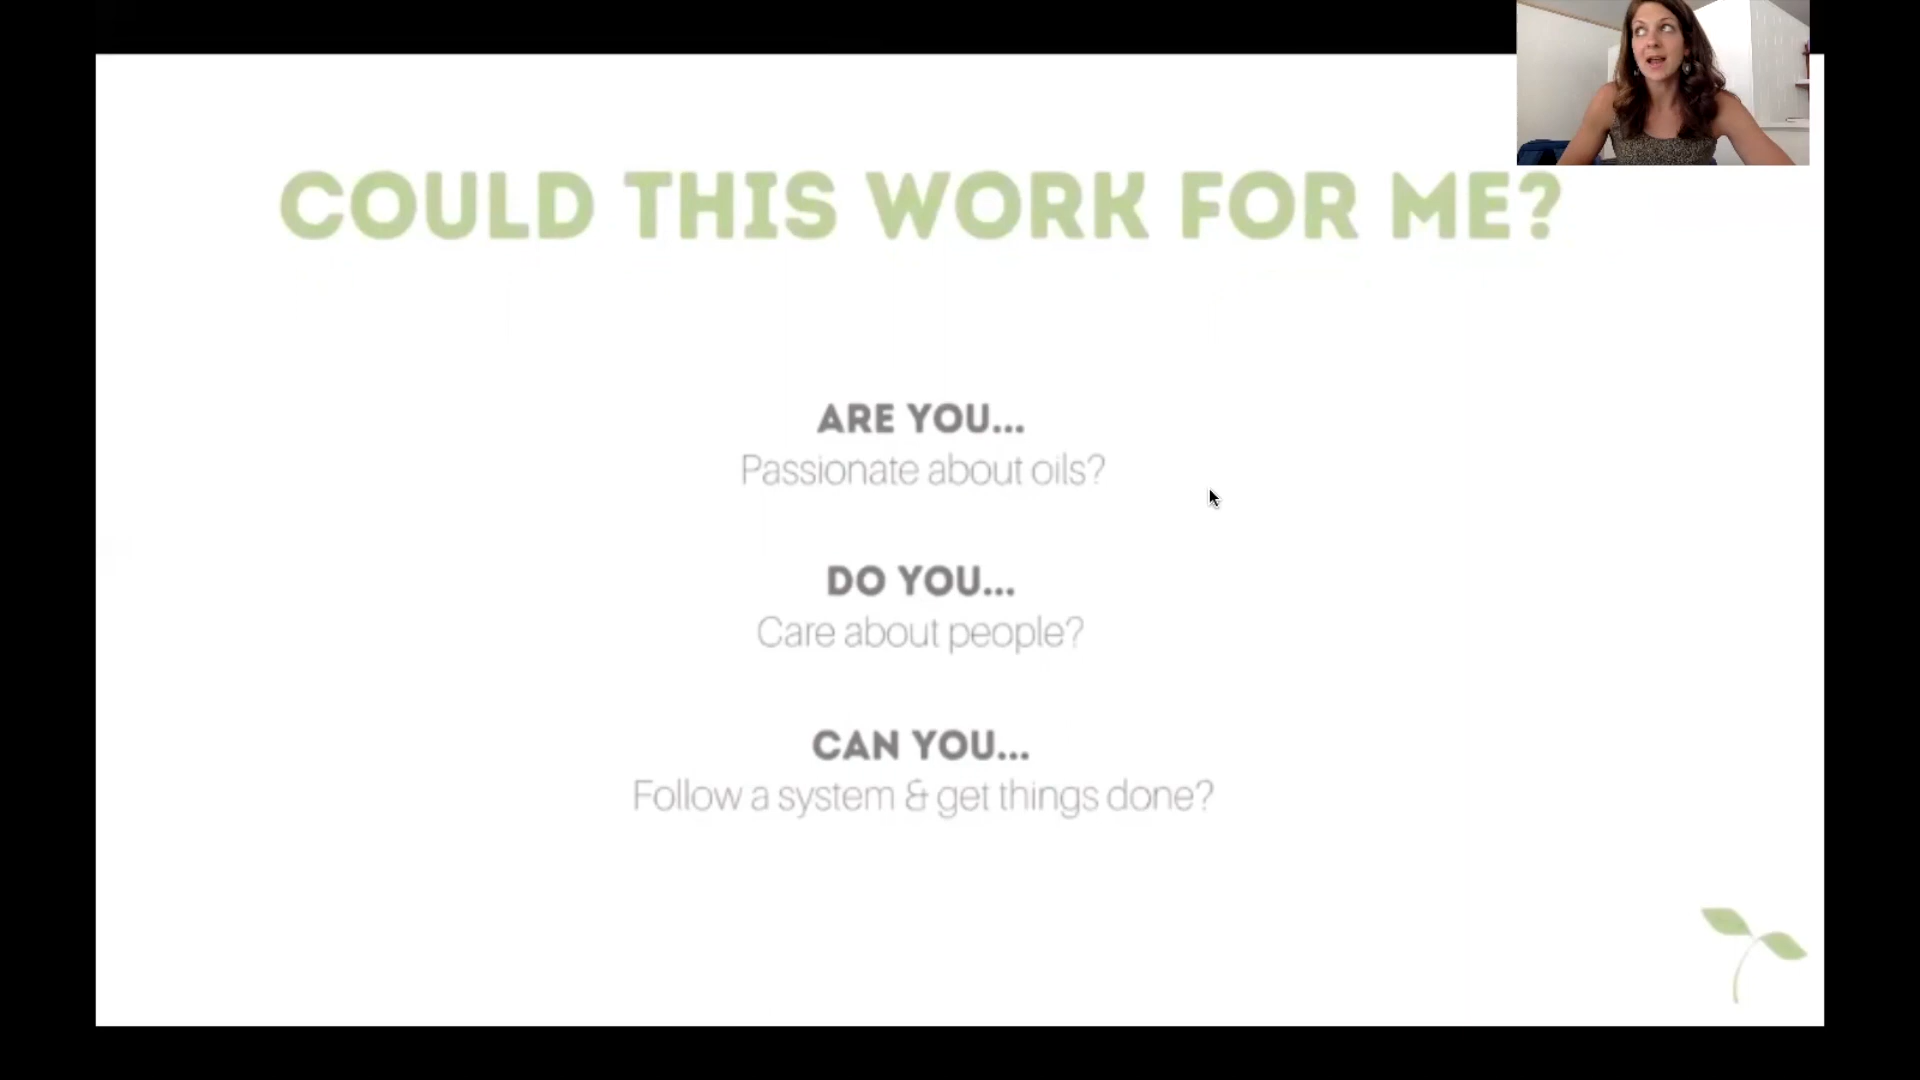 COULD THIS WORK FOR ME?
ARE YOU...
Passionate about oils?
DO YOU...
Care about people?
CAN YOU...
Follow a system & get things done?